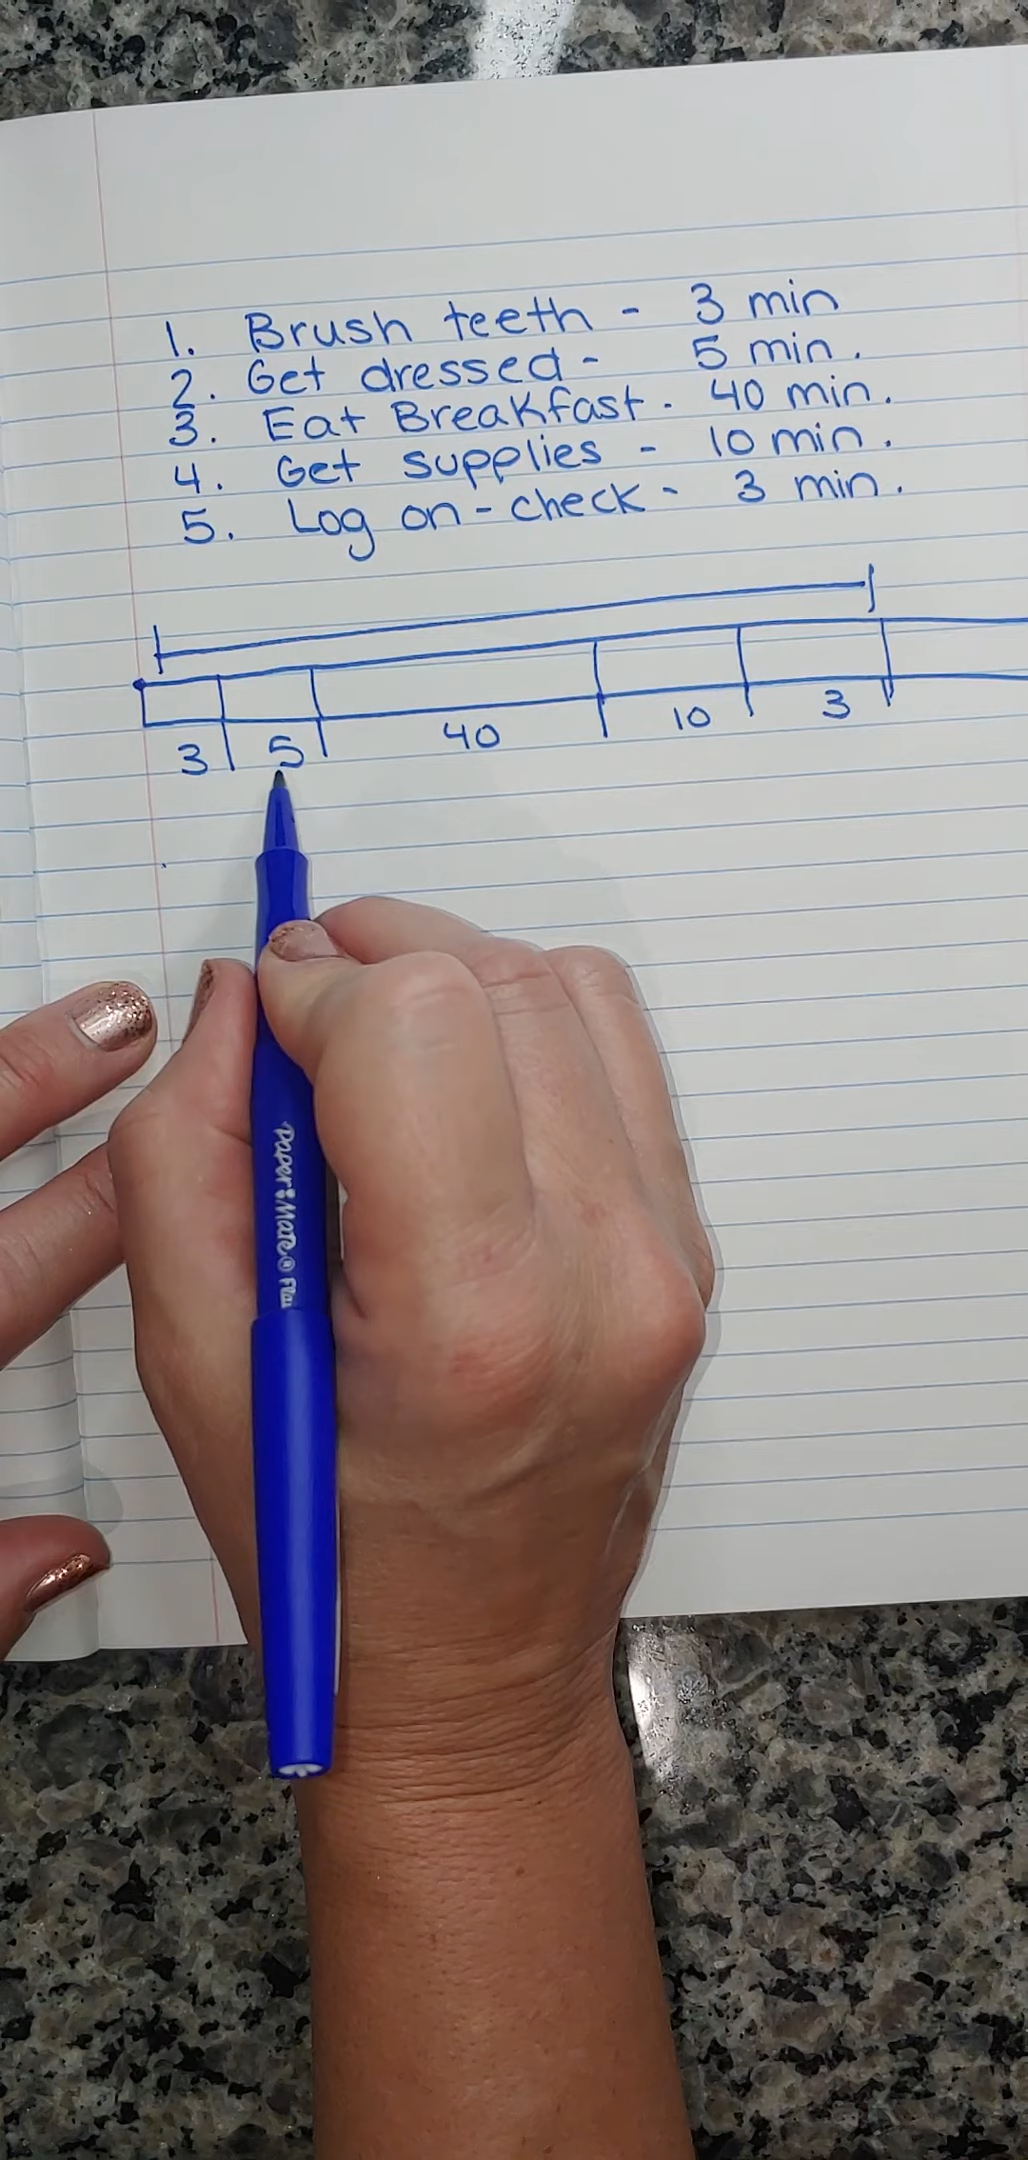 1. Brush teeth - 3 min
2. Get dressed - 5 min.
3. Eat Breakfast. 40 min.
4. Get supplies - 10 min.
5. Log on - check - 3 min.
3 5 40 10 3
Paper:Mate® Flai